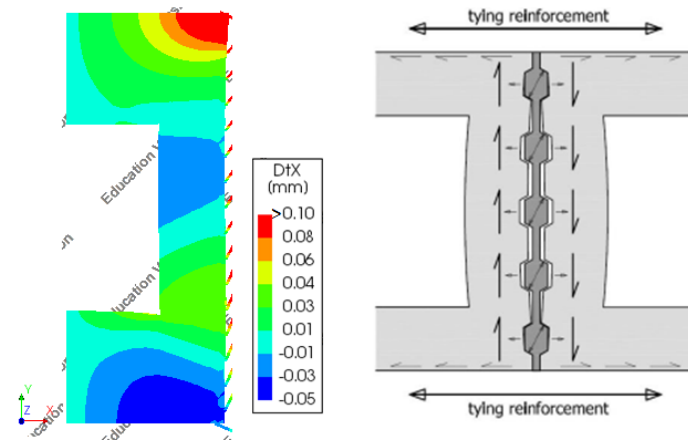 tying reinforcement
Education V
Education V
on
Education V
DtX
(mm)
>0.10
0.08
0.06
0.04
0.03
0.01
-0.01
-0.03
-0.05
Y
Z
X
tying reinforcement